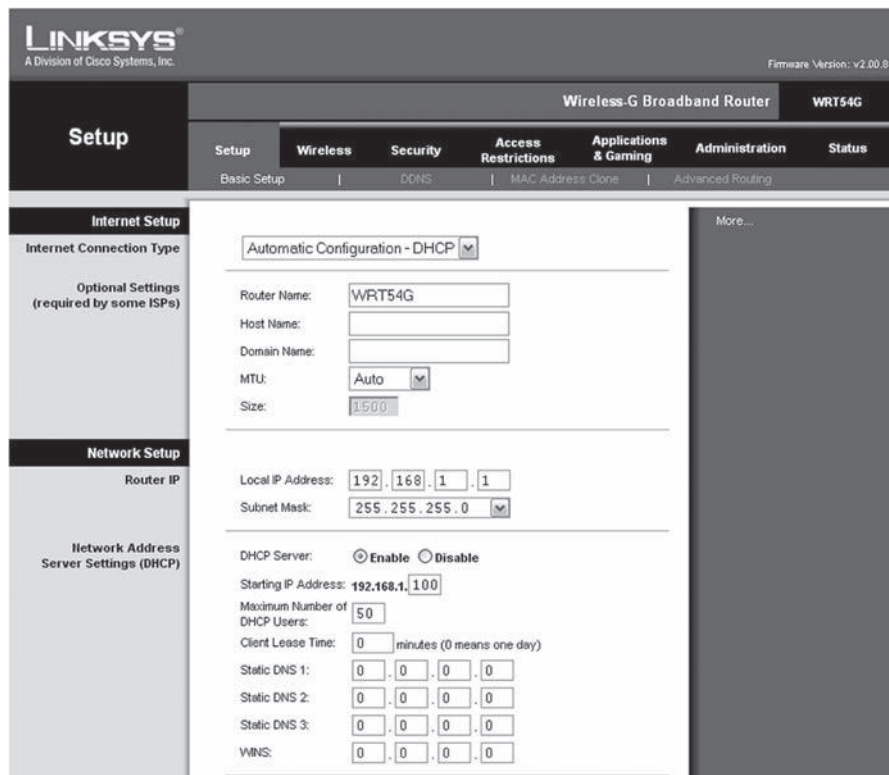 LINKSYS®
A Division of Cisco Systems, Inc.
Firmware Version: v2.00.8
Wireless-G Broadband Router WRT54G
Setup
Setup Wireless Security Access Restrictions Applications & Gaming Administration Status
Basic Setup | DDNS | MAC Address Clone | Advanced Routing
Internet Setup
More...
Internet Connection Type Automatic Configuration - DHCP
Optional Settings
(required by some ISPs)
Router Name: WRT54G
Host Name:
Domain Name:
MTU: Auto
Size: 1500
Network Setup
Router IP
Local IP Address: 192 . 168 . 1 . 1
Subnet Mask: 255.255.255.0
Network Address
Server Settings (DHCP)
DHCP Server: Enable Disable
Starting IP Address: 192.168.1. 100
Maximum Number of
DHCP Users: 50
Client Lease Time: 0 minutes (0 means one day)
Static DNS 1: 0 . 0 . 0 . 0
Static DNS 2: 0 . 0 . 0 . 0
Static DNS 3: 0 . 0 . 0 . 0
WINS: 0 . 0 . 0 . 0